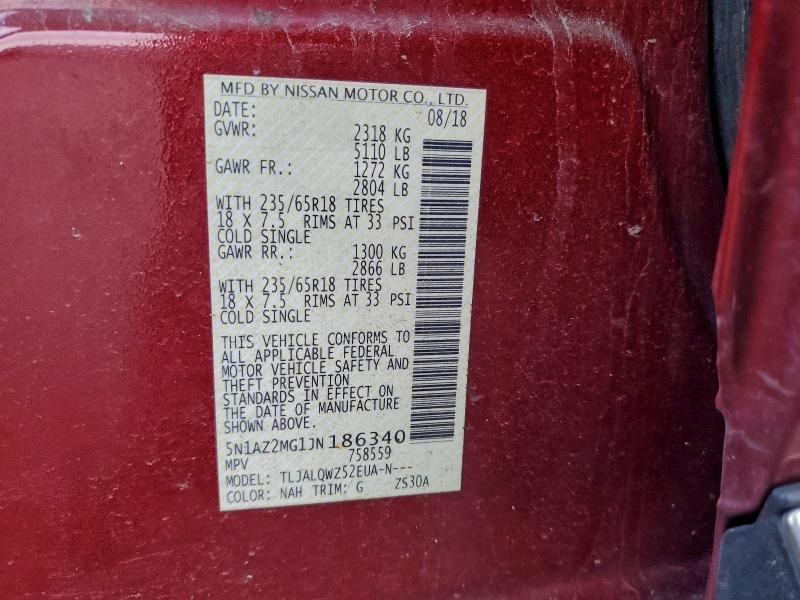 MFD BY NISSAN MOTOR CO., LTD.
DATE: 08/18
GVWR: 2318 KG
5110 LB
GAWR FR.: 1272 KG
2804 LB
WITH 235/65R18 TIRES
18 X 7.5 RIMS AT 33 PSI
COLD SINGLE
GAWR RR.: 1300 KG
2866 LB
WITH 235/65R18 TIRES
18 X 7.5 RIMS AT 33 PSI
COLD SINGLE
THIS VEHICLE CONFORMS TO
ALL APPLICABLE FEDERAL
MOTOR VEHICLE SAFETY AND
THEFT PREVENTION
STANDARDS IN EFFECT ON
THE DATE OF MANUFACTURE
SHOWN ABOVE.
5N1AZ2MG1JN186340
MPV 758559
MODEL: TLJALQWZ52EUA-N---
COLOR: NAH TRIM: G ZS30A